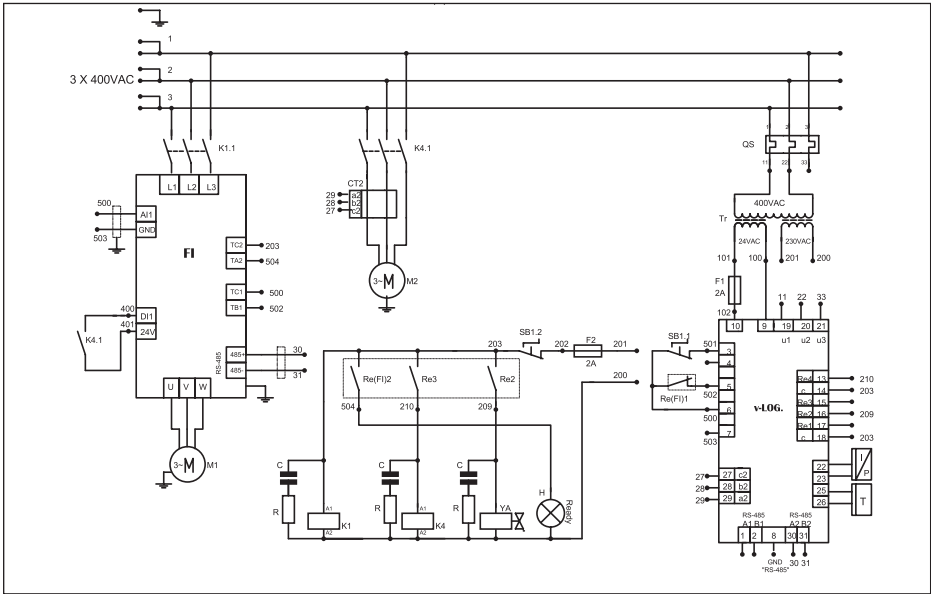 1
2
3 X 400VAC
3
K1.1
K4.1
1 2 3
QS
11 22 33
400VAC
Tr
24VAC 230VAC
101 100 201 200
F1
2A
102
CT2
29 a2
28 b2
27 c2
3~ M M2
L1 L2 L3
500 AI1
503 GND
FI
TC2 203
TA2 504
TC1 500
TB1 502
400 DI1
401 24V
K4.1
RS-485
485+ 30
485- 31
U V W
3~ M M1
203 SB1.2 202 F2 201
2A
200
Re(FI)2 Re3 Re2
504 210 209
C C C
R R R
A1 A1
K1 K4 YA
A2 A2
H
Ready
SB1.1
501
502
Re(FI)1
500
503
11 22 33
10 9 19 20 21
u1 u2 u3
3
4
5
6
7
v-LOG.
Re4 13 210
c 14 203
Re3 15
Re2 16 209
Re1 17
c 18 203
22
23
I/P
25
26
T
27 27 c2
28 28 b2
29 29 a2
RS-485 RS-485
A1 B1 A2 B2
1 2 8 30 31
GND 30 31
"RS-485"